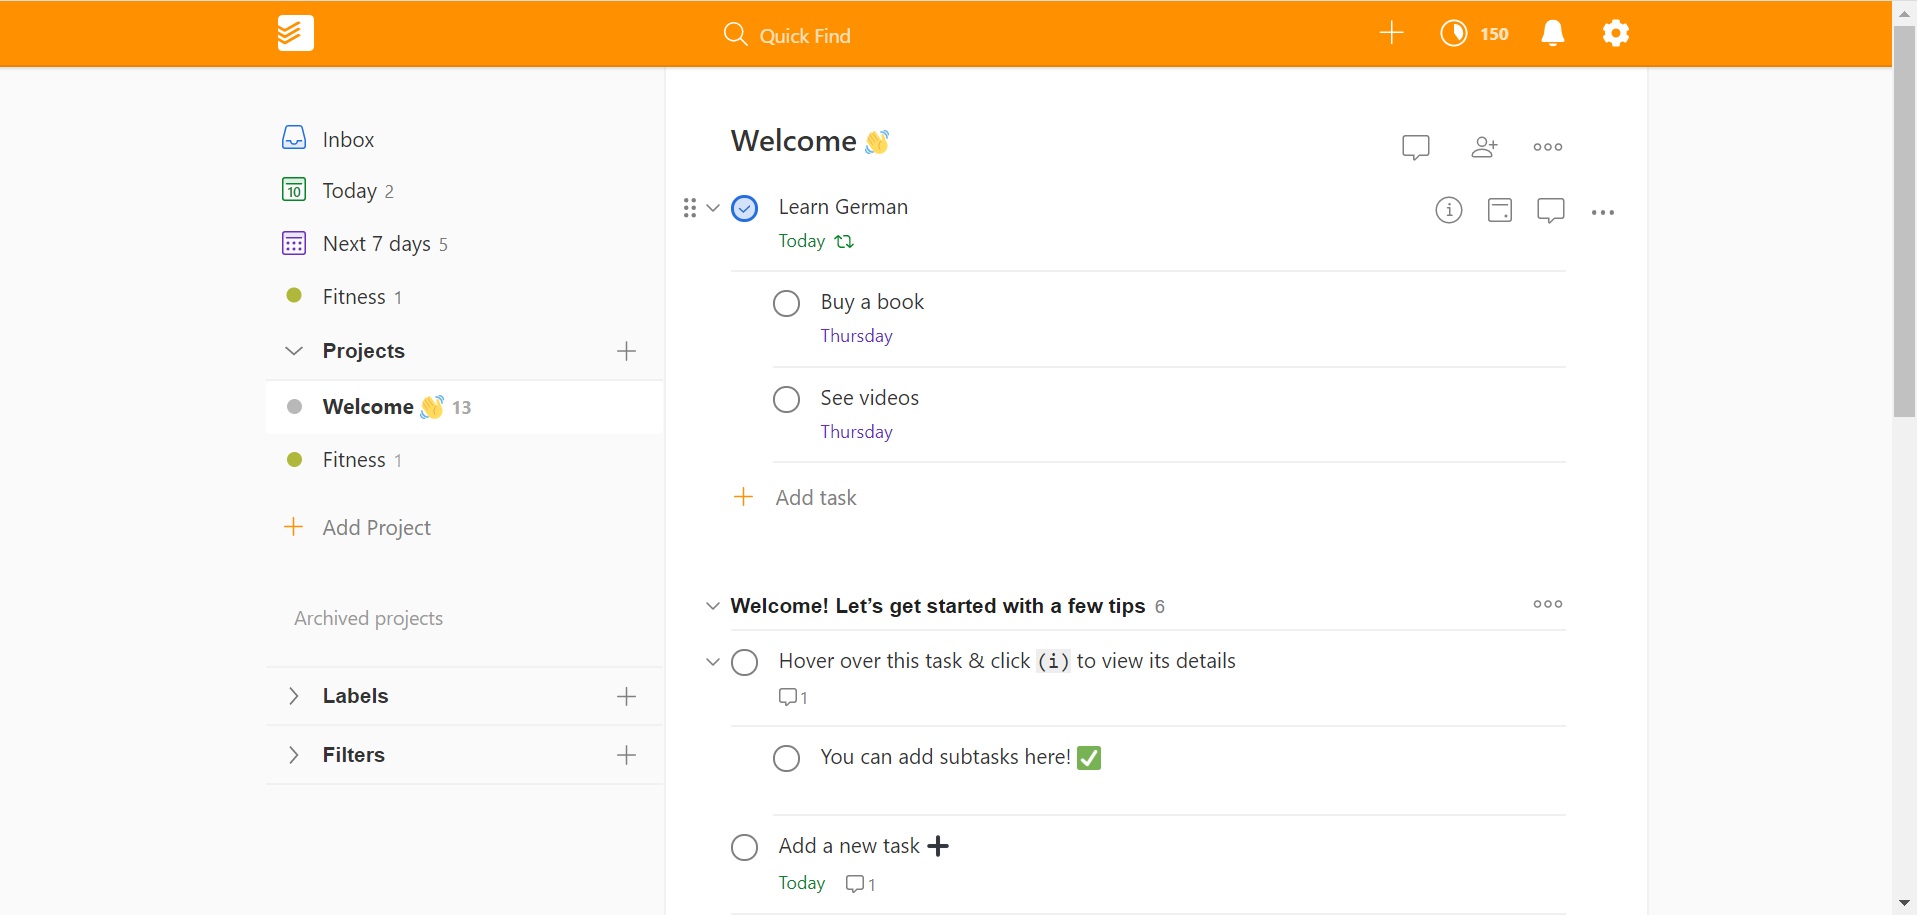 Quick Find
150
Inbox
10
Today 2
Next 7 days 5
Fitness 1
Projects
Welcome 👋 13
Fitness 1
Add Project
Archived projects
Labels
Filters
Welcome 👋
Learn German
Today
Buy a book
Thursday
See videos
Thursday
Add task
Welcome! Let’s get started with a few tips 6
Hover over this task & click (i) to view its details
1
You can add subtasks here! ✅
Add a new task ➕
Today 1